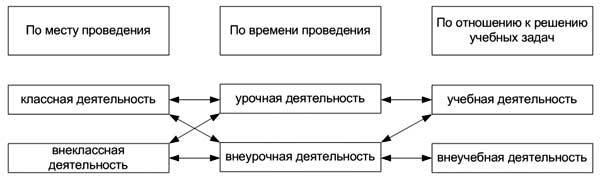 По месту проведения
По времени проведения
По отношению к решению
учебных задач
классная деятельность
урочная деятельность
учебная деятельность
внеклассная
деятельность
внеурочная деятельность
внеучебная деятельность